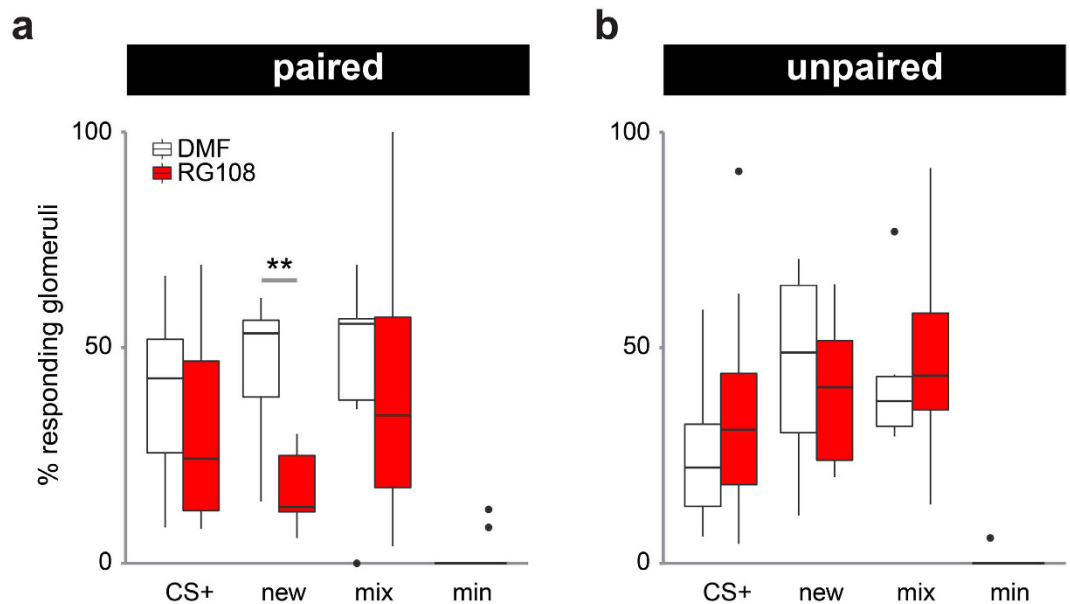 a
paired
100
DMF
RG108
**
50
0
% responding glomeruli
CS+ new mix min
b
unpaired
100
50
0
CS+ new mix min